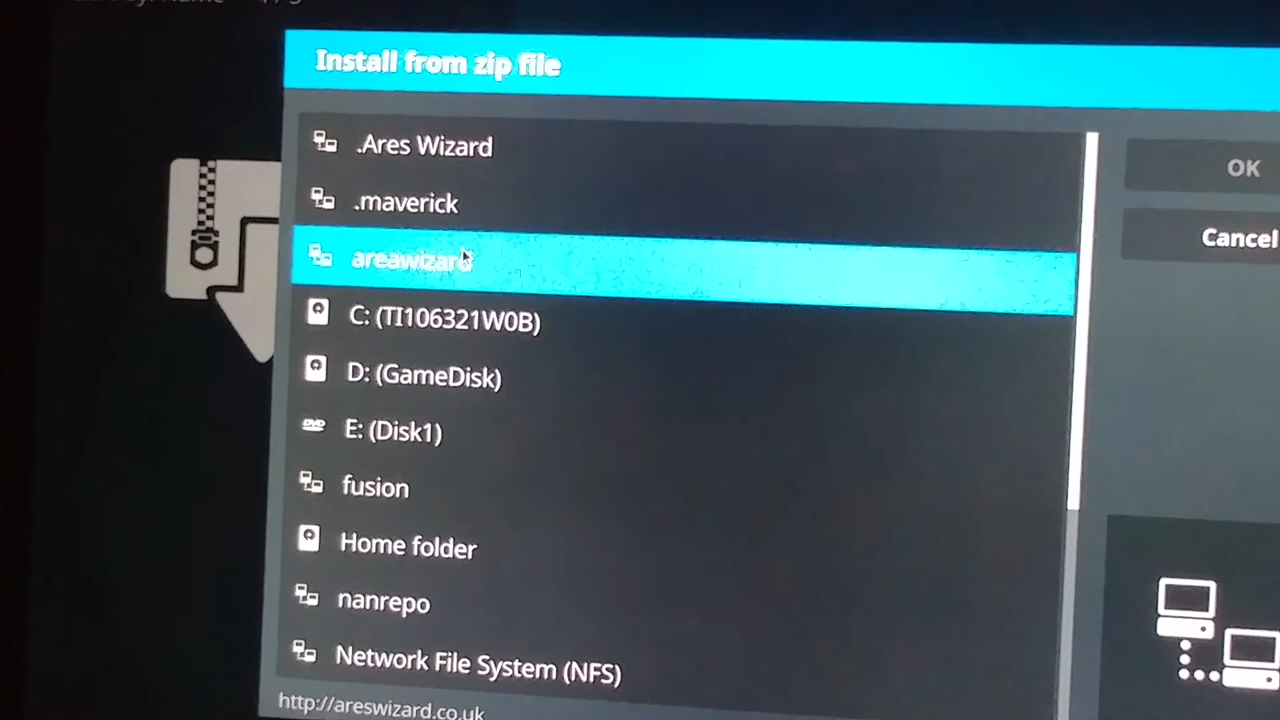 Install from zip file
.Ares Wizard
OK
.maverick
Cancel
areawizard
C: (TI106321W0B)
D: (GameDisk)
E: (Disk1)
fusion
Home folder
nanrepo
Network File System (NFS)
http://areswizard.co.uk